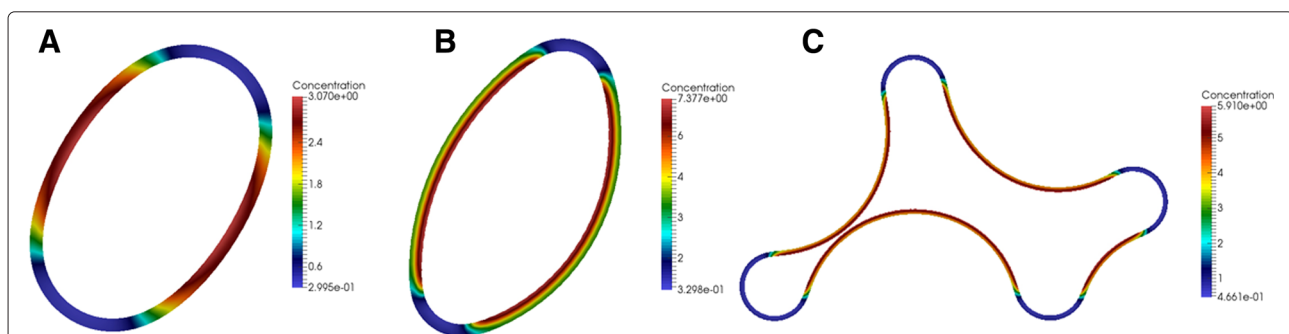 A
Concentration
3.070e+00
2.4
1.8
1.2
0.6
2.995e-01
B
Concentration
7.377e+00
6
4
3
2
3.298e-01
C
Concentration
5.910e+00
5
4
3
2
1
4.661e-01